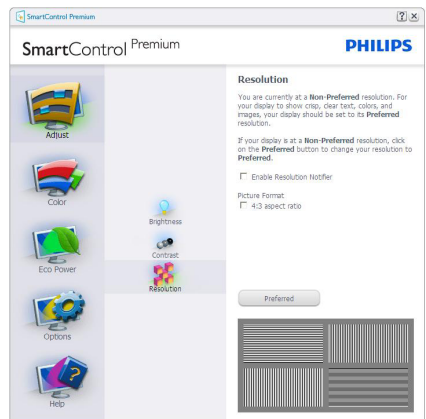 SmartControl Premium
SmartControl Premium
PHILIPS
Adjust
Color
Eco Power
Options
Help
Brightness
Contrast
Resolution
Resolution
You are currently at a Non-Preferred resolution. For
your display to show crisp, clear text, colors, and
images, your display should be set to its Preferred
resolution.
If your display is at a Non-Preferred resolution, click
on the Preferred button to change your resolution to
Preferred.
Enable Resolution Notifier
Picture Format
4:3 aspect ratio
Preferred